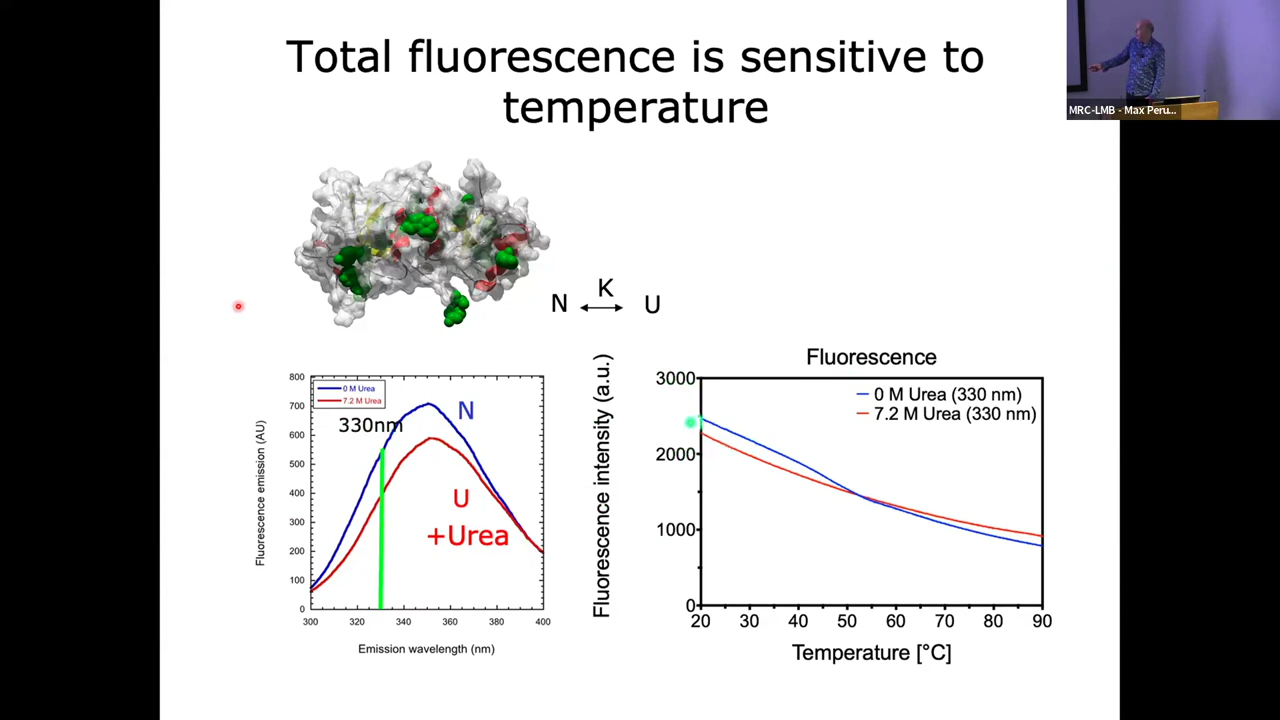 Total fluorescence is sensitive to
temperature
MRC-LMB - Max Peru...
N
K
U
800
700
600
500
400
300
200
100
0
Fluorescence emission (AU)
0 M Urea
7.2 M Urea
330nm
N
U
+Urea
300
320
340
360
380
400
Emission wavelength (nm)
Fluorescence
Fluorescence intensity (a.u.)
3000
2000
1000
0
0 M Urea (330 nm)
7.2 M Urea (330 nm)
20
30
40
50
60
70
80
90
Temperature [°C]